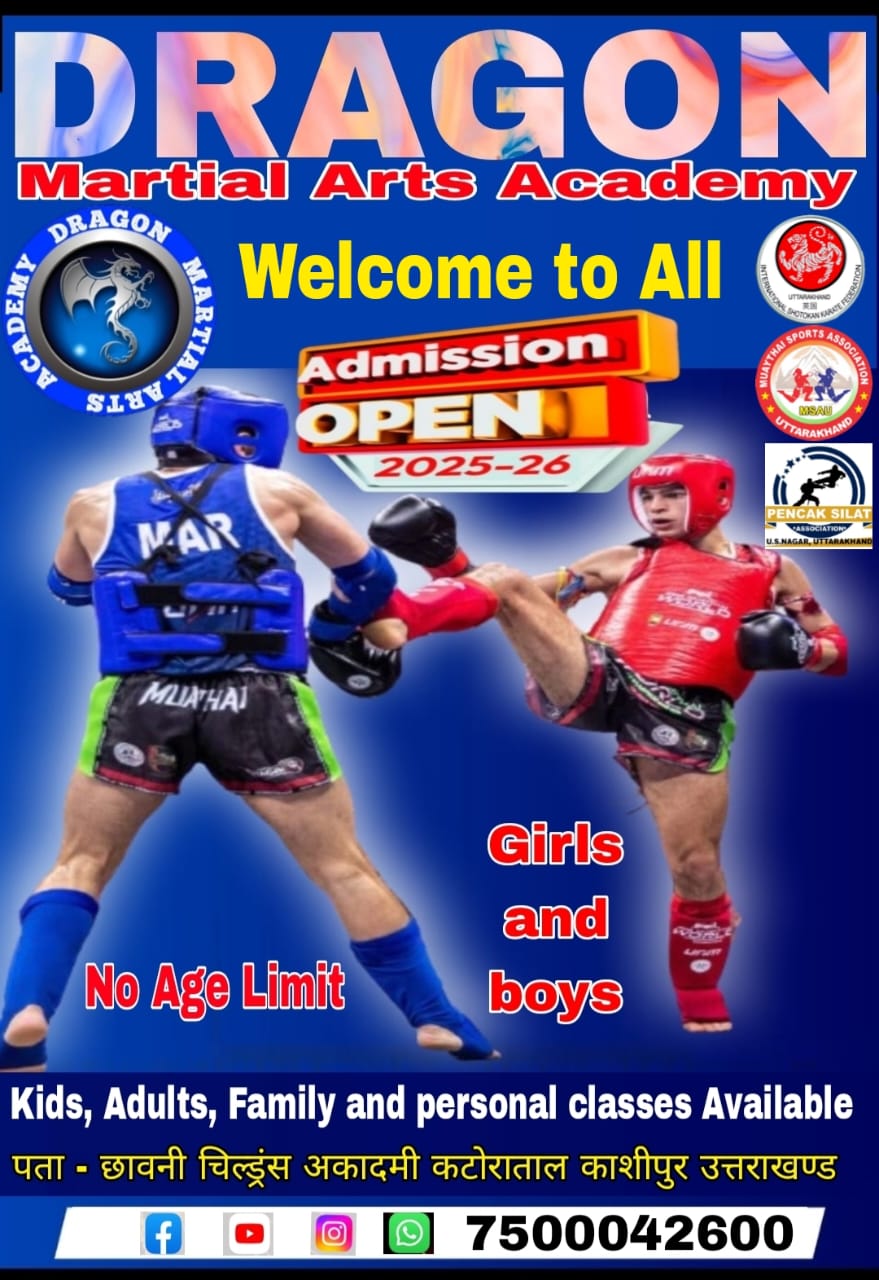 DRAGON
Martial Arts Academy
DRAGON MARTIAL ARTS ACADEMY
Welcome to All
UTTARAKHAND
INTERNATIONAL SHOTOKAN KARATE FEDERATION
Admission
OPEN
2025-26
MUAYTHAI SPORTS ASSOCIATION
MSAU
UTTARAKHAND
PENCAK SILAT
*ASSOCIATION*
U.S.NAGAR, UTTARAKHAND
MAR
MUAYTHAI
Girls
and
boys
No Age Limit
Kids, Adults, Family and personal classes Available
पता - छावनी चिल्ड्रंस अकादमी कटोराताल काशीपुर उत्तराखण्ड
7500042600